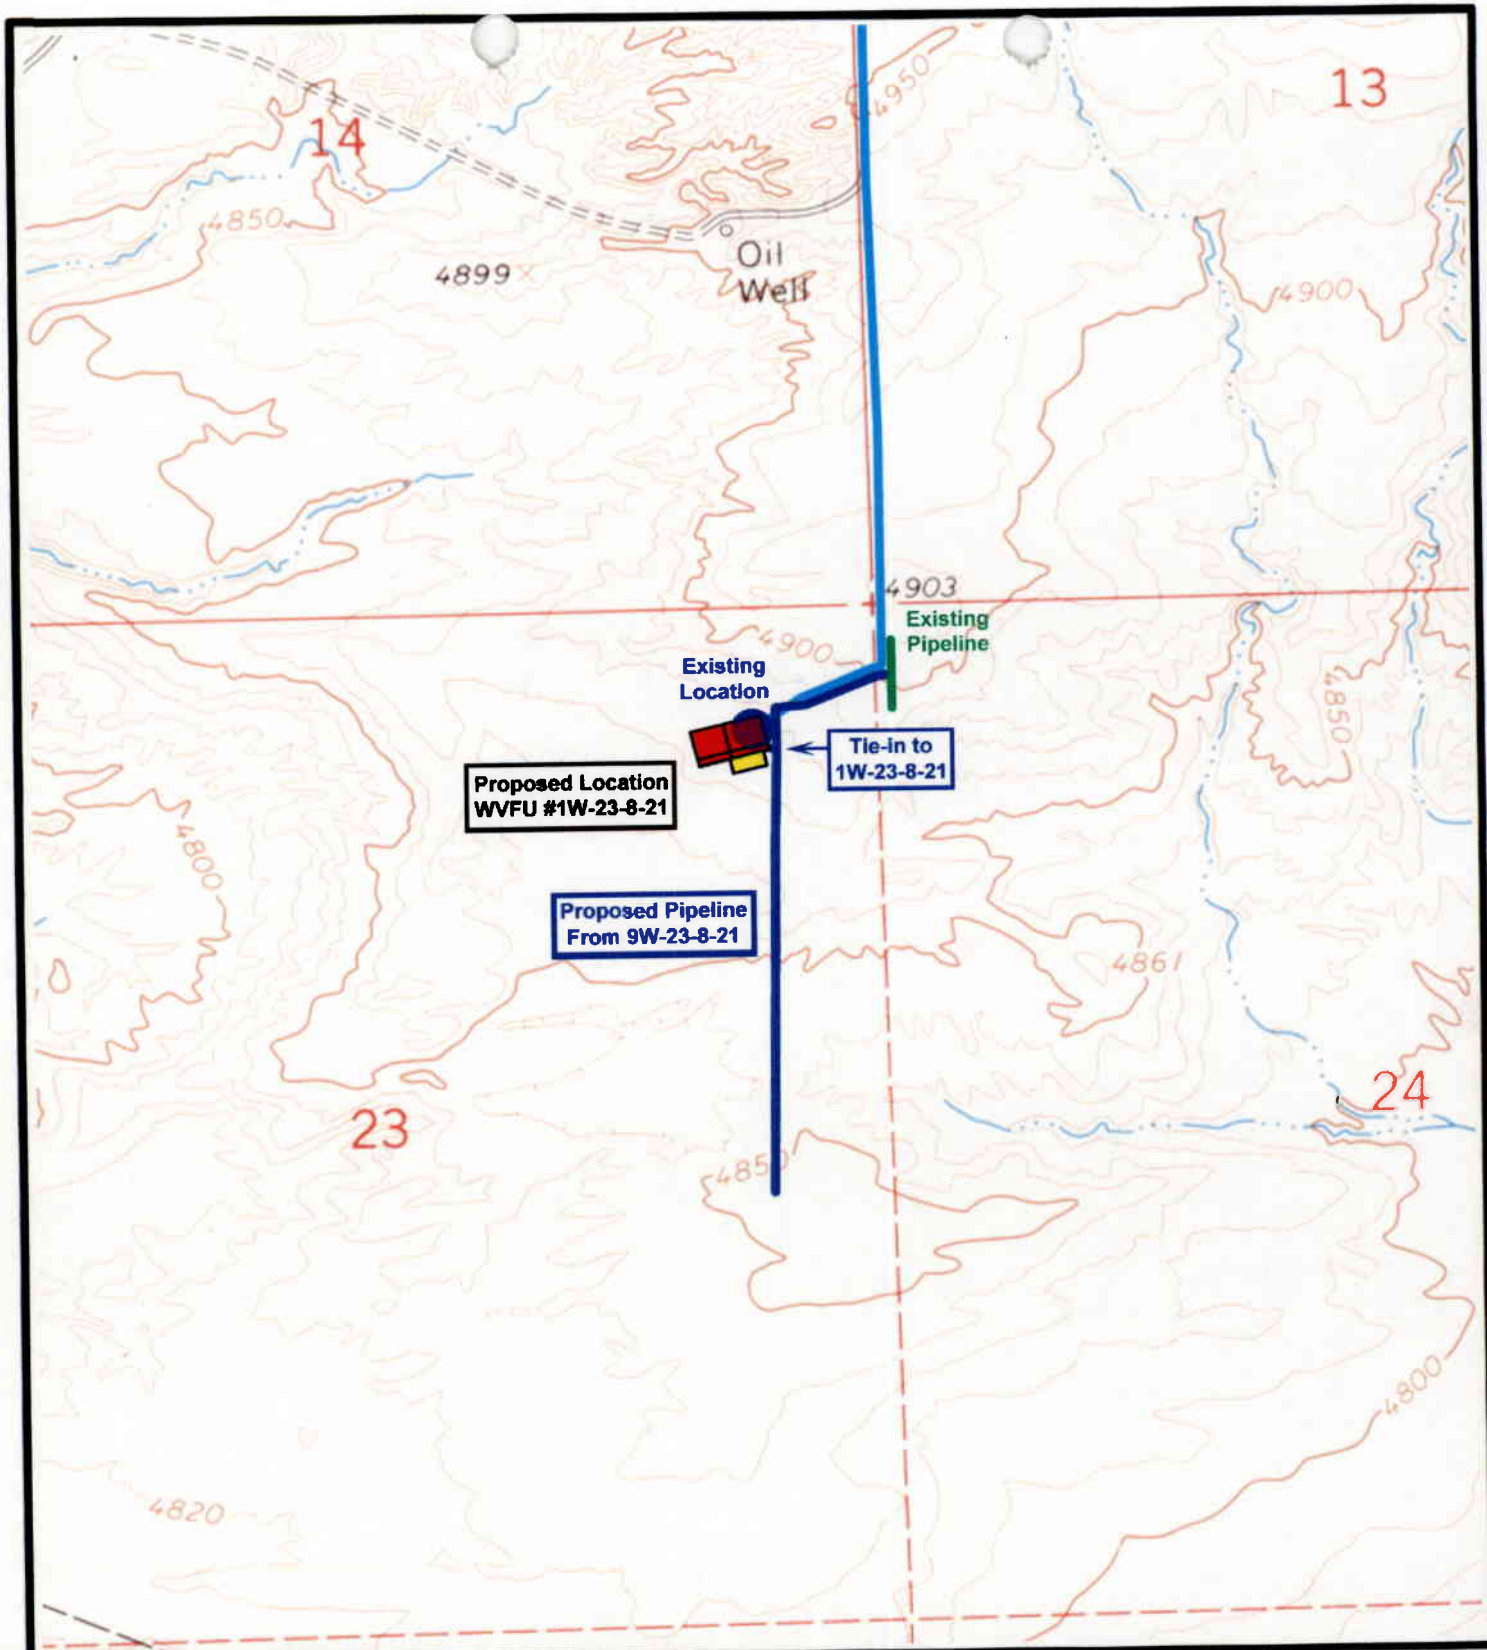 13
4950
14
4850
4899
Oil
Well
4900
4903
Existing
Pipeline
4900
Existing
Location
4850
Tie-in to
1W-23-8-21
Proposed Location
WVFU #1W-23-8-21
4800
Proposed Pipeline
From 9W-23-8-21
4861
24
23
4850
4800
4820